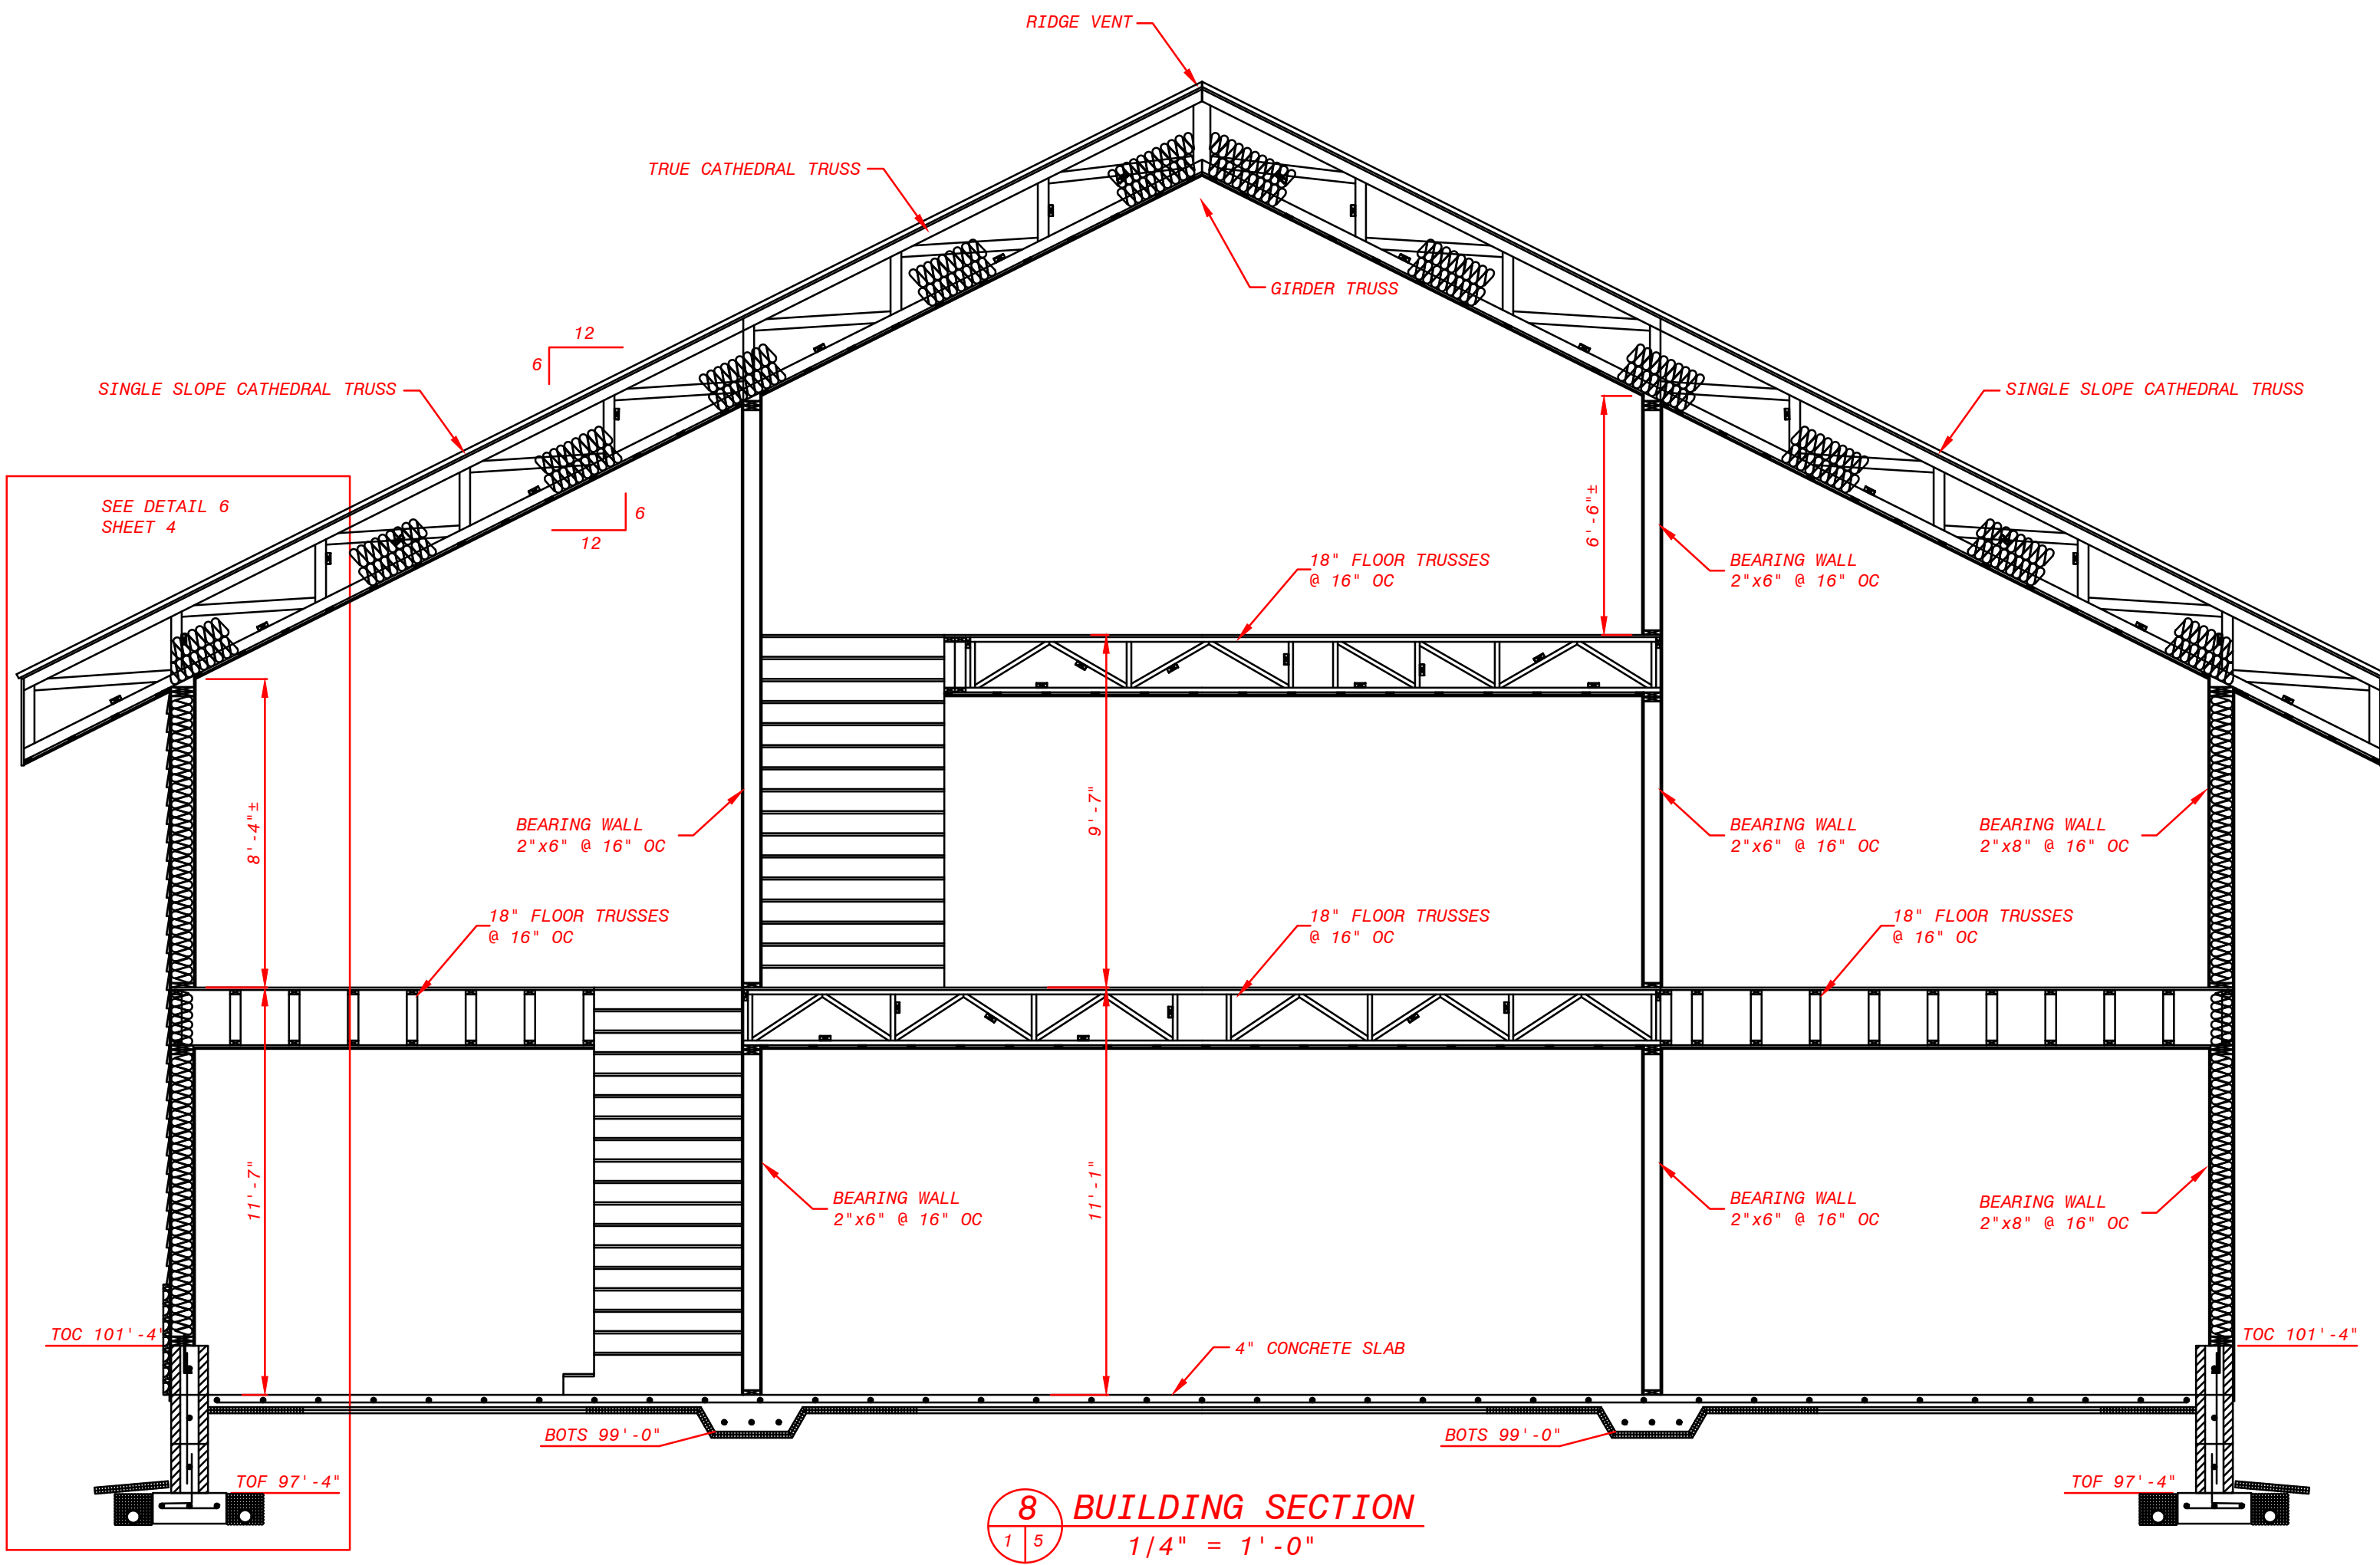 RIDGE VENT
TRUE CATHEDRAL TRUSS
GIRDER TRUSS
12
6
SINGLE SLOPE CATHEDRAL TRUSS
SINGLE SLOPE CATHEDRAL TRUSS
SEE DETAIL 6
SHEET 4
6
12
6'-6"±
18" FLOOR TRUSSES
@ 16" OC
BEARING WALL
2"x6" @ 16" OC
8'-4"±
BEARING WALL
2"x6" @ 16" OC
9'-7"
BEARING WALL
2"x6" @ 16" OC
BEARING WALL
2"x8" @ 16" OC
18" FLOOR TRUSSES
@ 16" OC
18" FLOOR TRUSSES
@ 16" OC
18" FLOOR TRUSSES
@ 16" OC
11'-7"
BEARING WALL
2"x6" @ 16" OC
11'-1"
BEARING WALL
2"x6" @ 16" OC
BEARING WALL
2"x8" @ 16" OC
TOC 101'-4"
4" CONCRETE SLAB
TOC 101'-4"
BOTS 99'-0"
BOTS 99'-0"
TOF 97'-4"
TOF 97'-4"
8 BUILDING SECTION
1 5 1/4" = 1'-0"